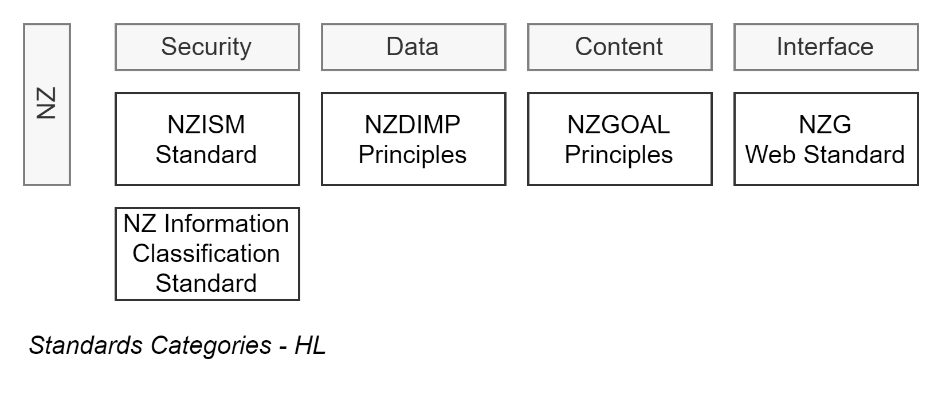 NZ
Security
Data
Content
Interface
NZISM
Standard
NZDIMP
Principles
NZGOAL
Principles
NZG
Web Standard
NZ Information
Classification
Standard
Standards Categories - HL